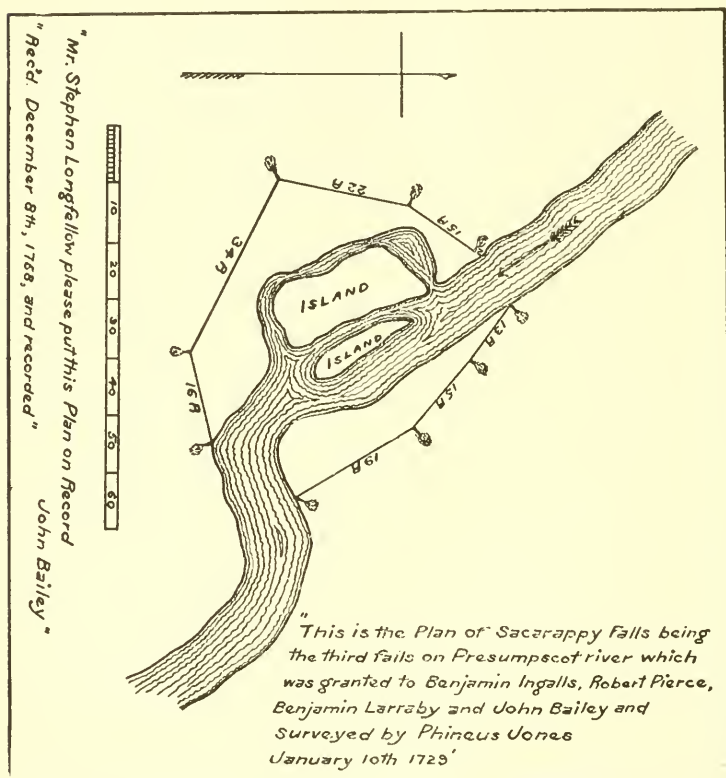 "Mr. Stephen Longfellow please put this Plan on Record
John Bailey"
"Rec'd. December 8th, 1768, and recorded"
10
20
30
40
50
60
22 R
15 R
34 R
16 R
13 R
15 R
19 R
ISLAND
ISLAND
"This is the Plan of Sacarappy Falls being
the third falls on Presumpscot river which
was granted to Benjamin Ingalls, Robert Pierce,
Benjamin Larraby and John Bailey and
Surveyed by Phineus Jones
January 10th 1729'